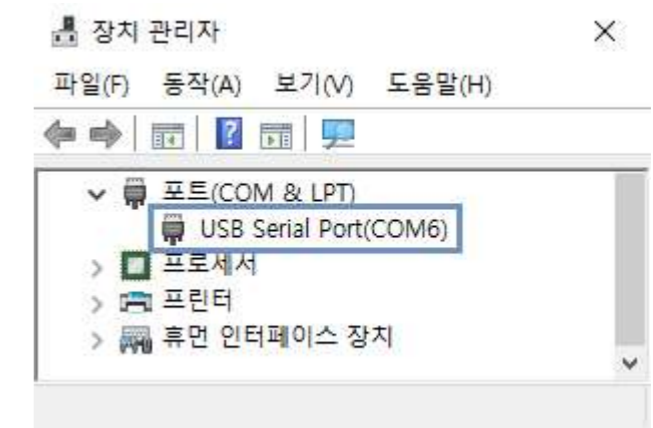 장치 관리자
파일(F) 동작(A) 보기(V) 도움말(H)
포트(COM & LPT)
USB Serial Port(COM6)
프로세서
프린터
휴먼 인터페이스 장치